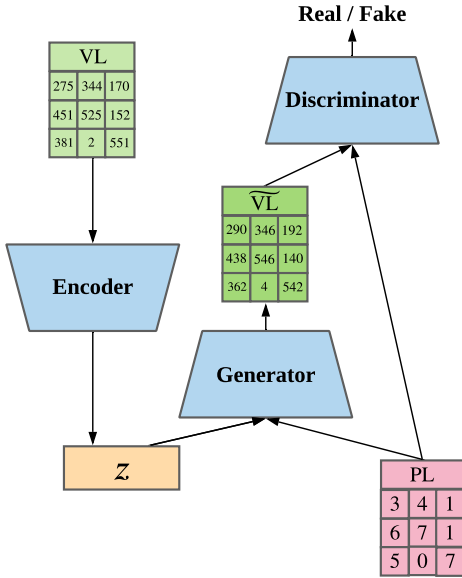 Real / Fake
VL
275 344 170
451 525 152
381 2 551
Discriminator
ṼL
290 346 192
438 546 140
362 4 542
Encoder
Generator
z
PL
3 4 1
6 7 1
5 0 7